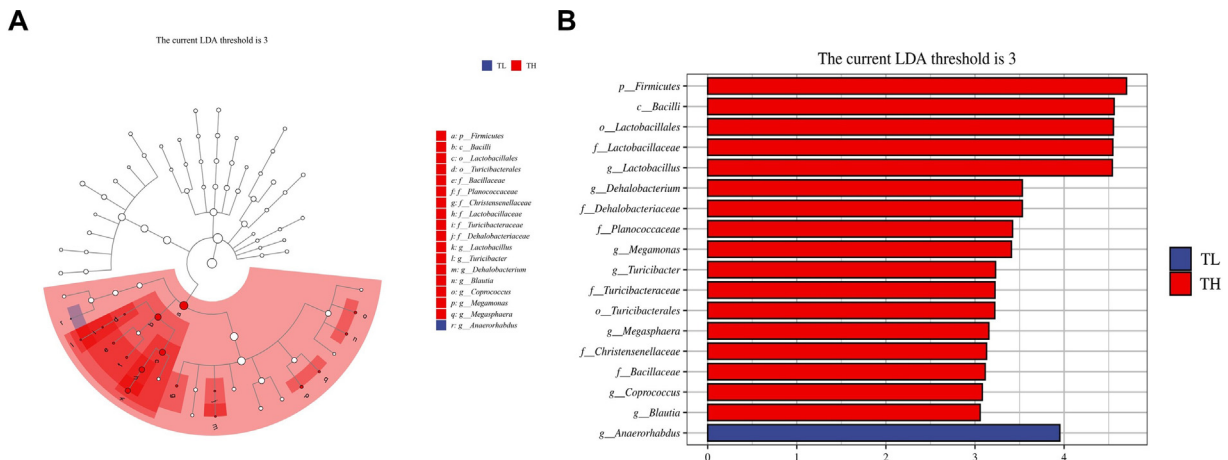 A
The current LDA threshold is 3
TL TH
a: p__Firmicutes
b: c__Bacilli
c: o__Lactobacillales
d: o__Turicibacterales
e: f__Bacillaceae
f: f__Planococcaceae
g: f__Christensenellaceae
h: f__Lactobacillaceae
i: f__Turicibacteraceae
j: f__Dehalobacteriaceae
k: g__Lactobacillus
l: g__Turicibacter
m: g__Dehalobacterium
n: g__Blautia
o: g__Coprococcus
p: g__Megamonas
q: g__Megasphaera
r: g__Anaerorhabdus
B
The current LDA threshold is 3
p__Firmicutes
c__Bacilli
o__Lactobacillales
f__Lactobacillaceae
g__Lactobacillus
g__Dehalobacterium
f__Dehalobacteriaceae
f__Planococcaceae
g__Megamonas
g__Turicibacter
f__Turicibacteraceae
o__Turicibacterales
g__Megasphaera
f__Christensenellaceae
f__Bacillaceae
g__Coprococcus
g__Blautia
g__Anaerorhabdus
0 1 2 3 4
TL
TH